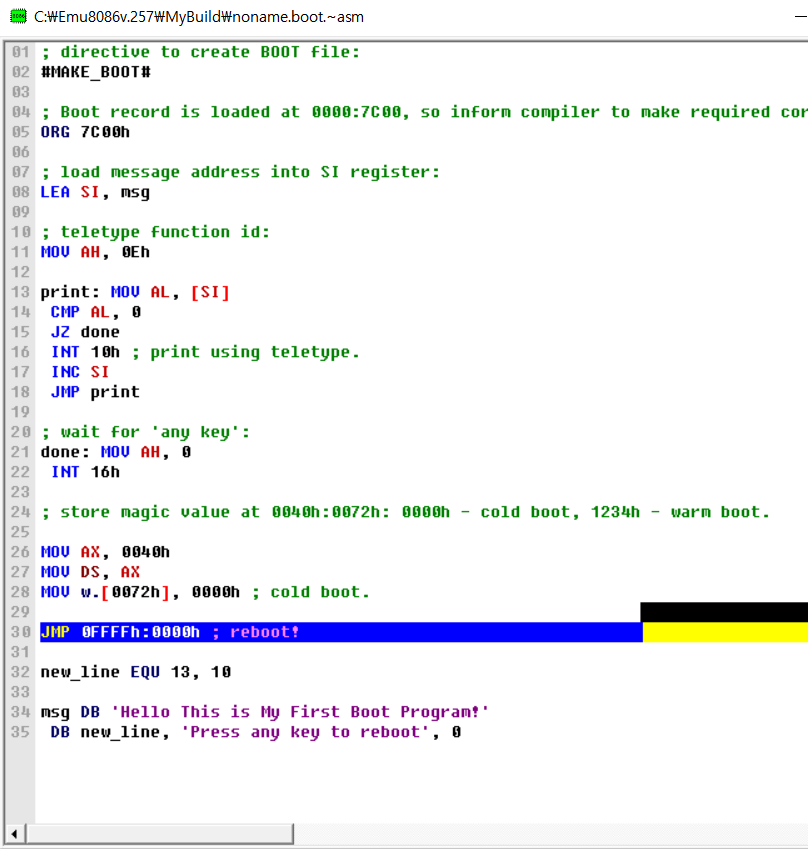 C:₩Emu8086v.257₩MyBuild₩noname.boot.~asm
01 ; directive to create BOOT file:
02 #MAKE_BOOT#
03
04 ; Boot record is loaded at 0000:7C00, so inform compiler to make required cor
05 ORG 7C00h
06
07 ; load message address into SI register:
08 LEA SI, msg
09
10 ; teletype function id:
11 MOV AH, 0Eh
12
13 print: MOV AL, [SI]
14  CMP AL, 0
15  JZ done
16  INT 10h ; print using teletype.
17  INC SI
18  JMP print
19
20 ; wait for 'any key':
21 done: MOV AH, 0
22  INT 16h
23
24 ; store magic value at 0040h:0072h: 0000h - cold boot, 1234h - warm boot.
25
26 MOV AX, 0040h
27 MOV DS, AX
28 MOV w.[0072h], 0000h ; cold boot.
29
30 JMP 0FFFFh:0000h ; reboot!
31
32 new_line EQU 13, 10
33
34 msg DB 'Hello This is My First Boot Program!'
35  DB new_line, 'Press any key to reboot', 0